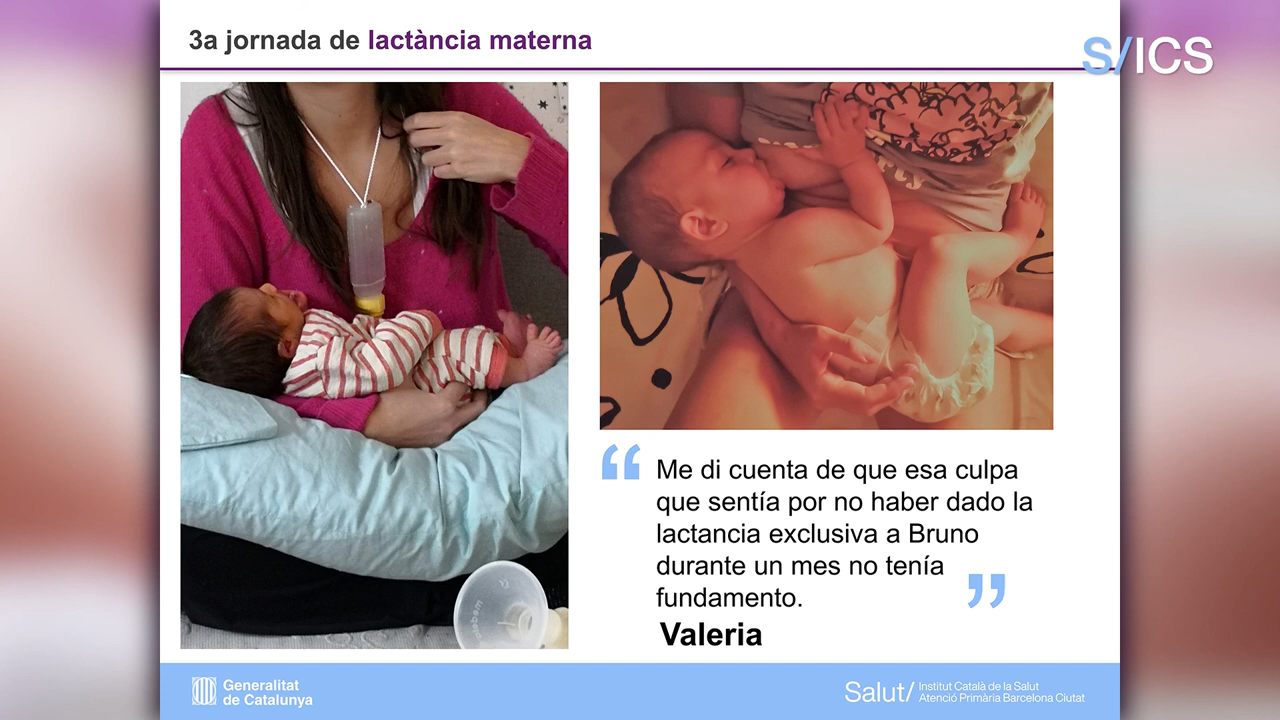 3a jornada de lactància materna
S/ICS
“
Me di cuenta de que esa culpa
que sentía por no haber dado la
lactancia exclusiva a Bruno
durante un mes no tenía
fundamento.
”
Valeria
Generalitat
de Catalunya
Salut/
Institut Català de la Salut
Atenció Primària Barcelona Ciutat